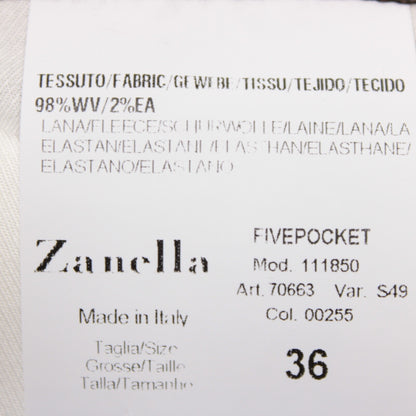 TESSUTO/FABRIC/GEWEBE/TISSU/TEJIDO/TECIDO
98%WV/2%EA
LANA/FLEECE/SCHURWOLLE/LAINE/LANA/LA
ELASTAN/ELASTANE/ELASTHAN/ELASTHANE/
ELASTANO/ELASTANO
Zanella
Made in Italy
Taglia/Size
Grosse/Taille
Talla/Tamanho
FIVEPOCKET
Mod. 111850
Art. 70663 Var. S49
Col. 00255
36